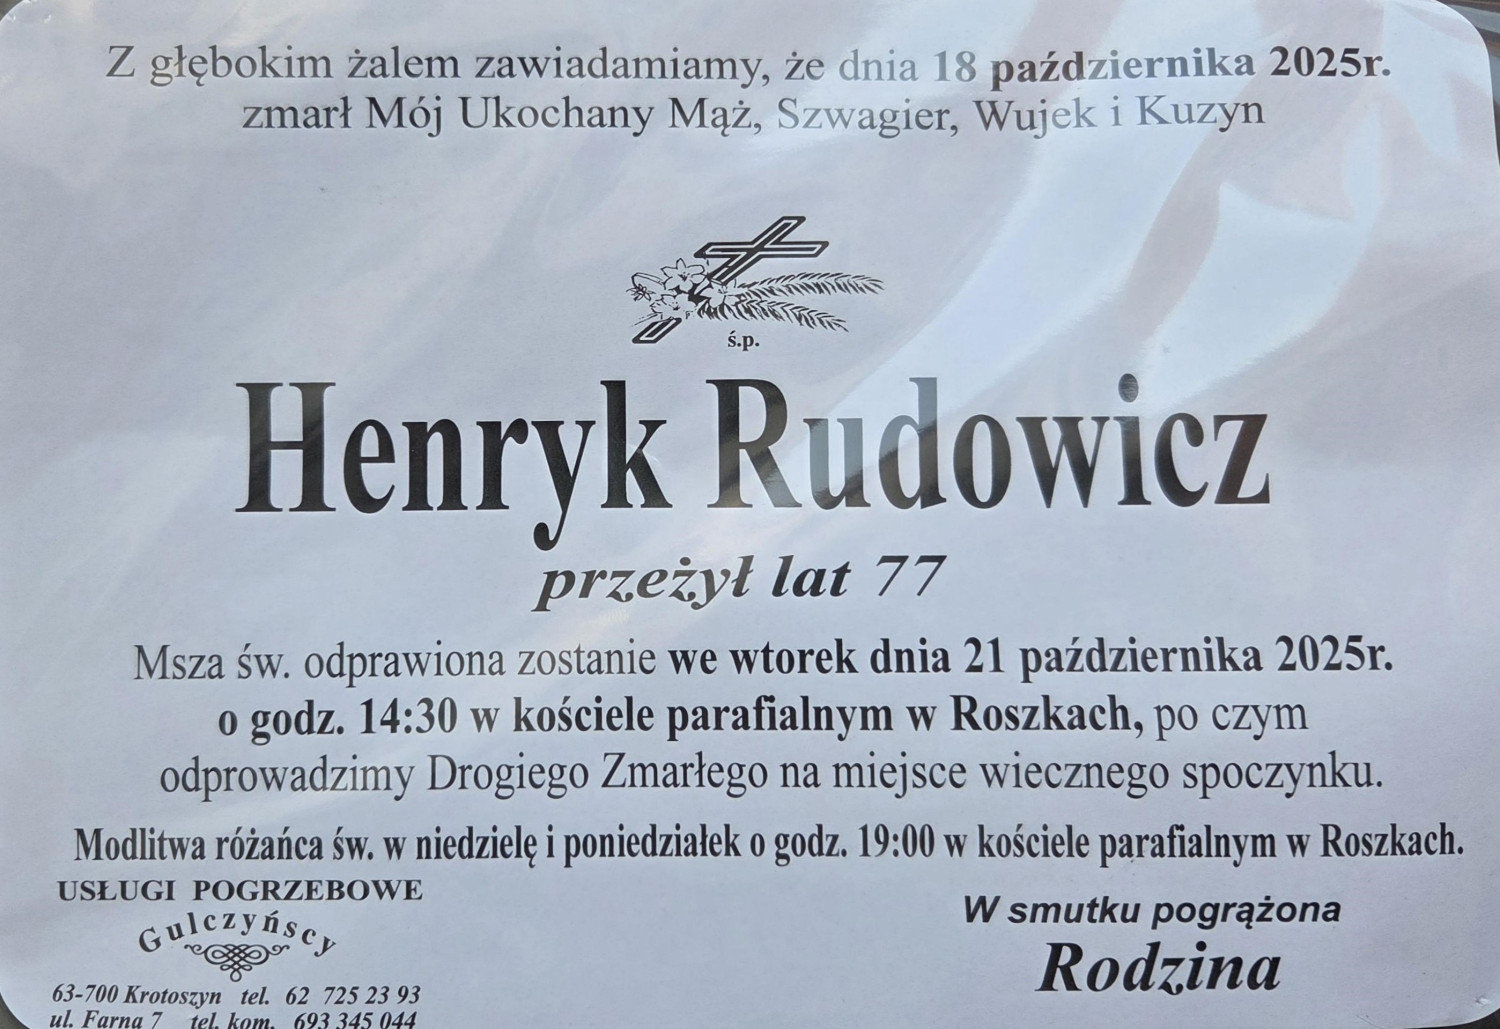 Z głębokim żalem zawiadamiamy, że dnia 18 października 2025r.
zmarł Mój Ukochany Mąż, Szwagier, Wujek i Kuzyn
ś.p.
Henryk Rudowicz
przeżył lat 77
Msza św. odprawiona zostanie we wtorek dnia 21 października 2025r.
o godz. 14:30 w kościele parafialnym w Roszkach, po czym
odprowadzimy Drogiego Zmarłego na miejsce wiecznego spoczynku.
Modlitwa różańca św. w niedzielę i poniedziałek o godz. 19:00 w kościele parafialnym w Roszkach.
USŁUGI POGRZEBOWE
Gulczyńscy
63-700 Krotoszyn tel. 62 725 23 93
ul. Farna 7 tel. kom. 693 345 044
W smutku pogrążona
Rodzina